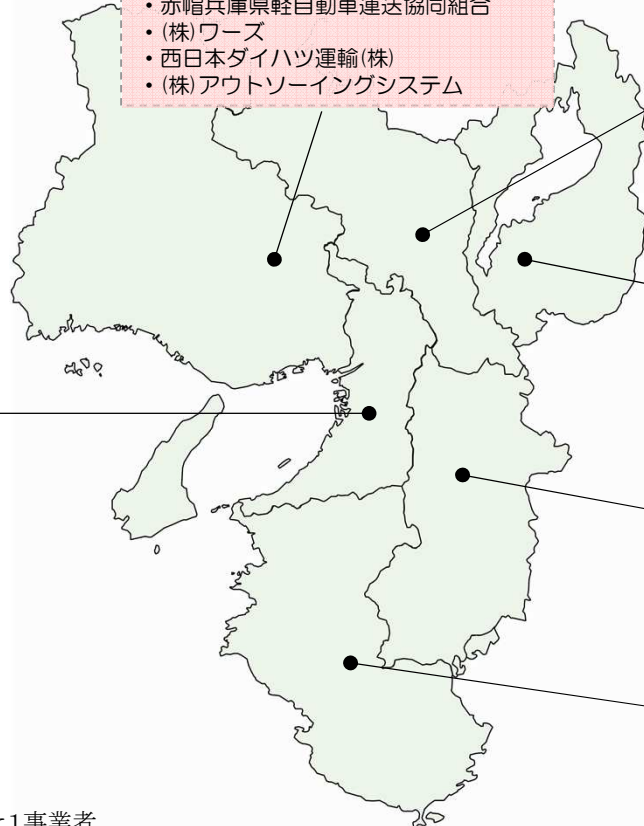 ・赤帽兵庫県軽自動車運送協同組合
・(株)ワーズ
・西日本ダイハツ運輸(株)
・(株)アウトソーイングシステム
1事業者